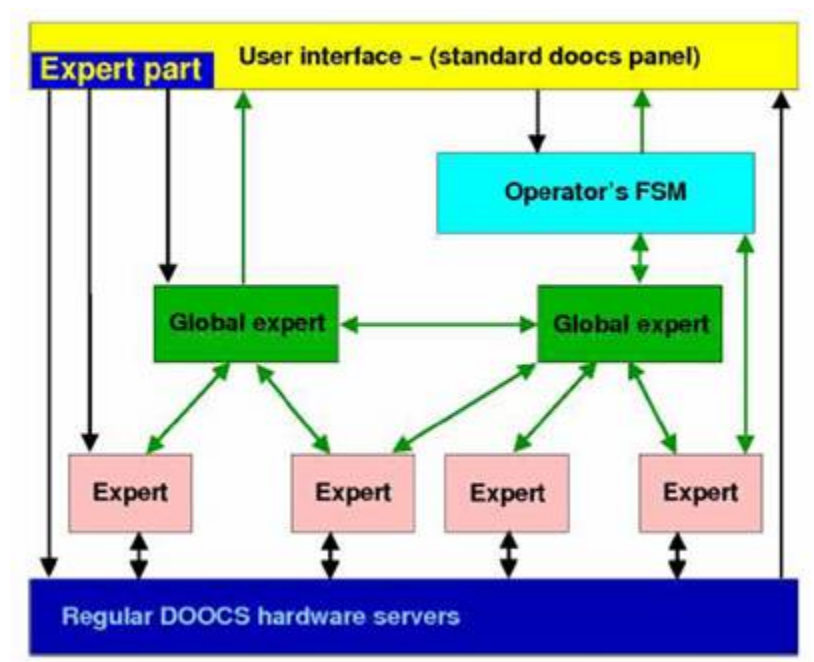 User interface – (standard doocs panel)
Expert part
Operator's FSM
Global expert
Global expert
Expert
Expert
Expert
Expert
Regular DOOCS hardware servers